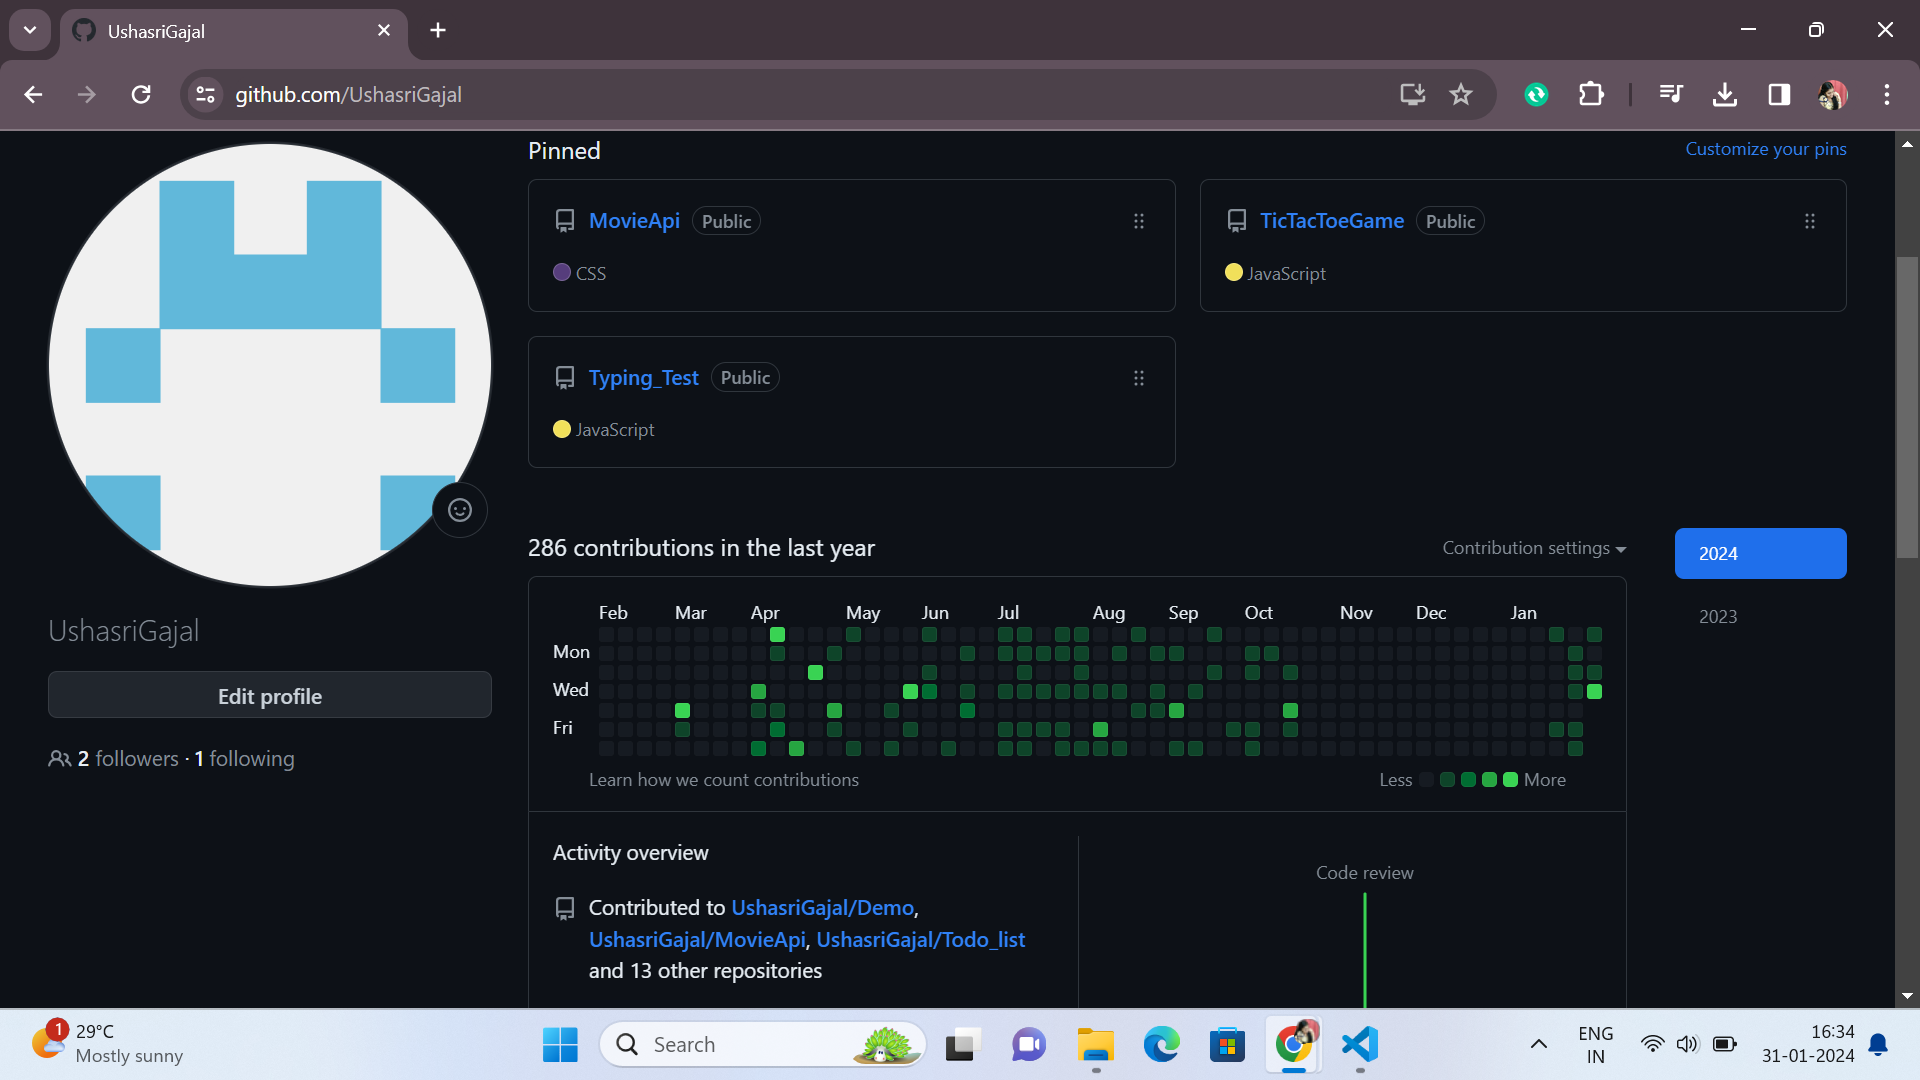 UshasriGajal
github.com/UshasriGajal
Pinned
Customize your pins
MovieApi Public
CSS
TicTacToeGame Public
JavaScript
Typing_Test Public
JavaScript
UshasriGajal
Edit profile
2 followers · 1 following
286 contributions in the last year
Contribution settings
2024
2023
Feb Mar Apr May Jun Jul Aug Sep Oct Nov Dec Jan
Mon
Wed
Fri
Learn how we count contributions
Less More
Activity overview
Contributed to UshasriGajal/Demo,
UshasriGajal/MovieApi, UshasriGajal/Todo_list
and 13 other repositories
Code review
1
29°C
Mostly sunny
Search
ENG
IN
16:34
31-01-2024